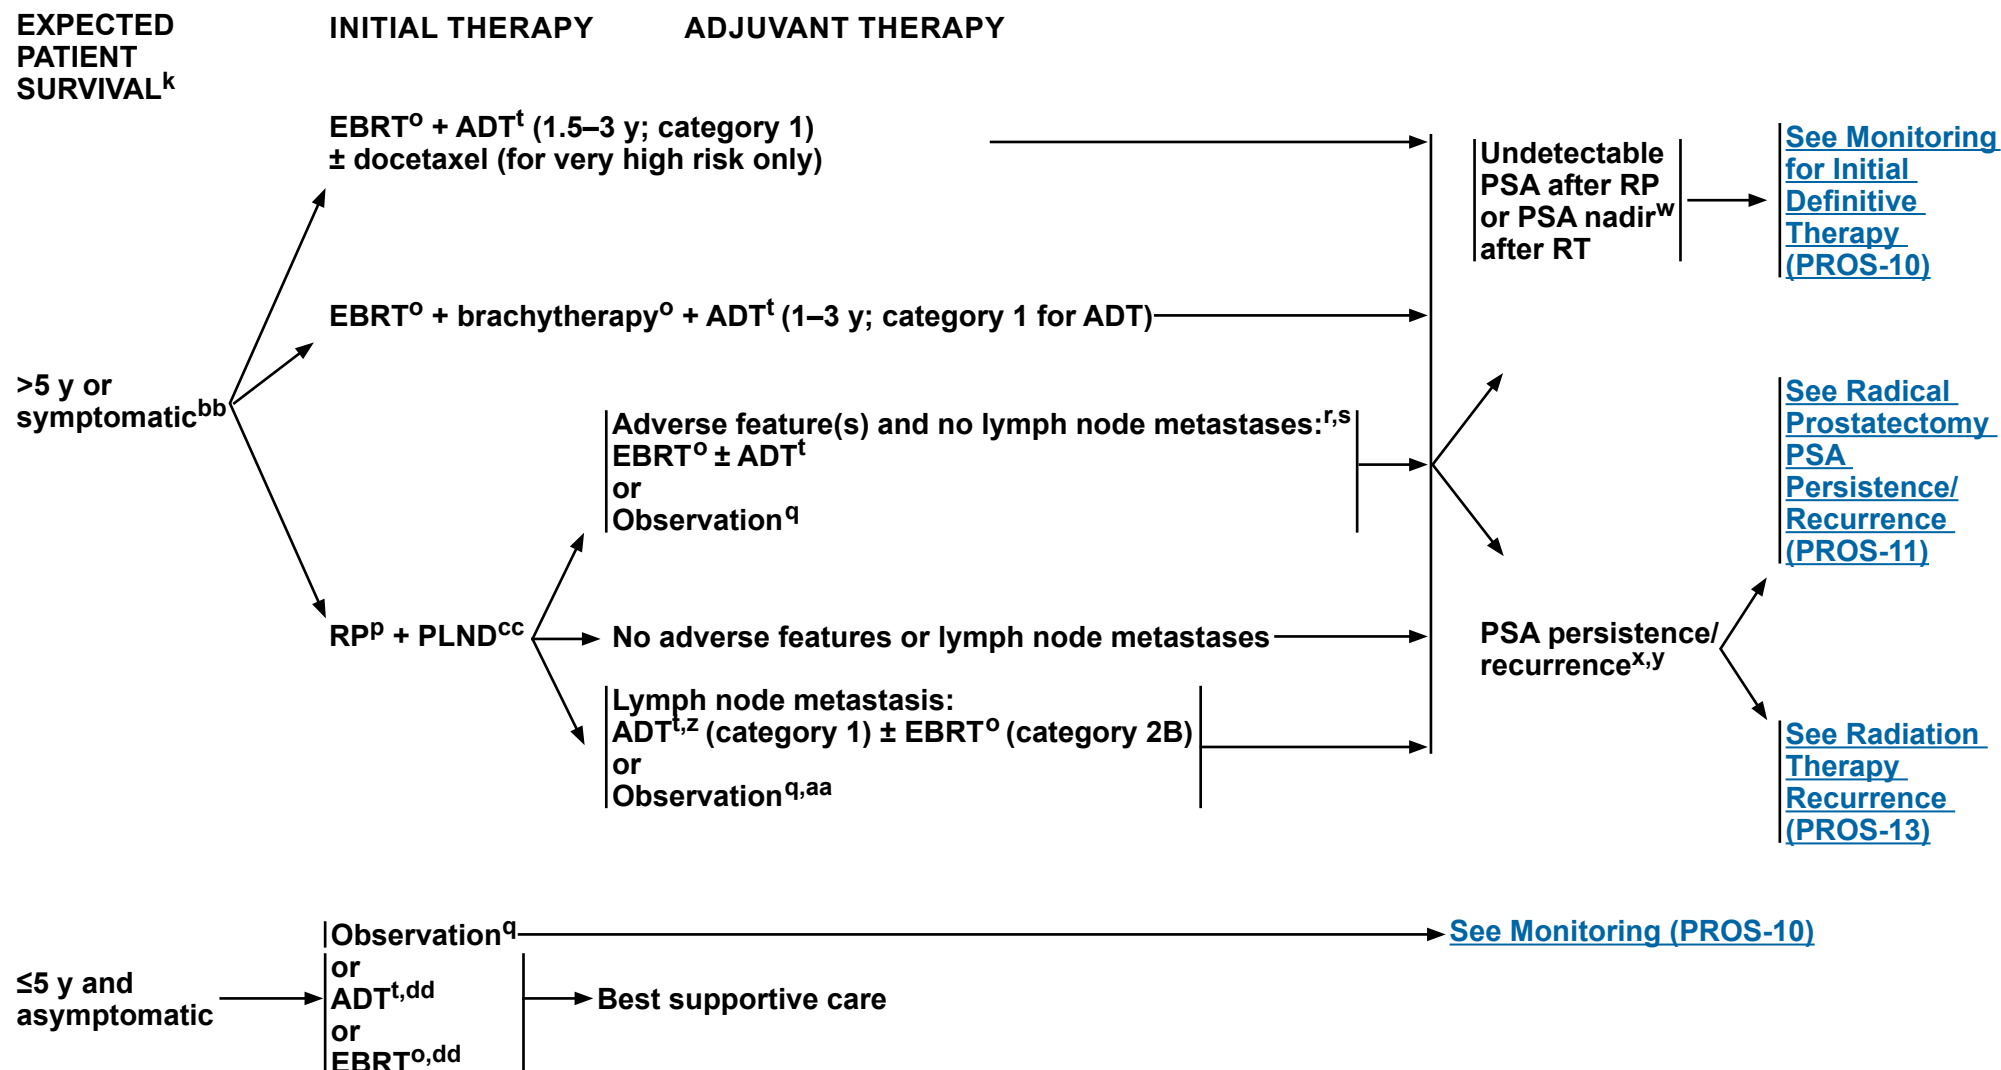 EXPECTED
PATIENT
SURVIVALk
INITIAL THERAPY
ADJUVANT THERAPY
EBRTo + ADTt (1.5–3 y; category 1)
± docetaxel (for very high risk only)
EBRTo + brachytherapyo + ADTt (1–3 y; category 1 for ADT)
>5 y or
symptomaticbb
Adverse feature(s) and no lymph node metastases:r,s
EBRTo ± ADTt
or
Observationq
RPp + PLNDcc
No adverse features or lymph node metastases
Lymph node metastasis:
ADTt,z (category 1) ± EBRTo (category 2B)
or
Observationq,aa
Undetectable
PSA after RP
or PSA nadirw
after RT
See Monitoring
for Initial
Definitive
Therapy
(PROS-10)
PSA persistence/
recurrencex,y
See Radical
Prostatectomy
PSA
Persistence/
Recurrence
(PROS-11)
See Radiation
Therapy
Recurrence
(PROS-13)
≤5 y and
asymptomatic
Observationq
or
ADTt,dd
or
EBRTo,dd
See Monitoring (PROS-10)
Best supportive care